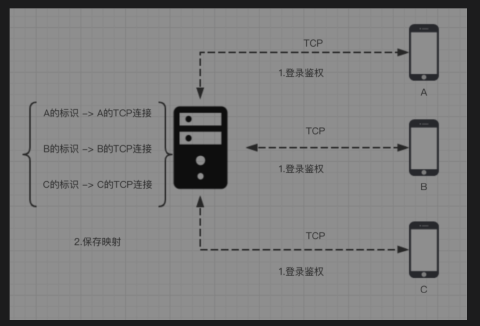 TCP
1.登录鉴权
A
A的标识 -> A的TCP连接
TCP
B的标识 -> B的TCP连接
1.登录鉴权
B
C的标识 -> C的TCP连接
TCP
2.保存映射
1.登录鉴权
C